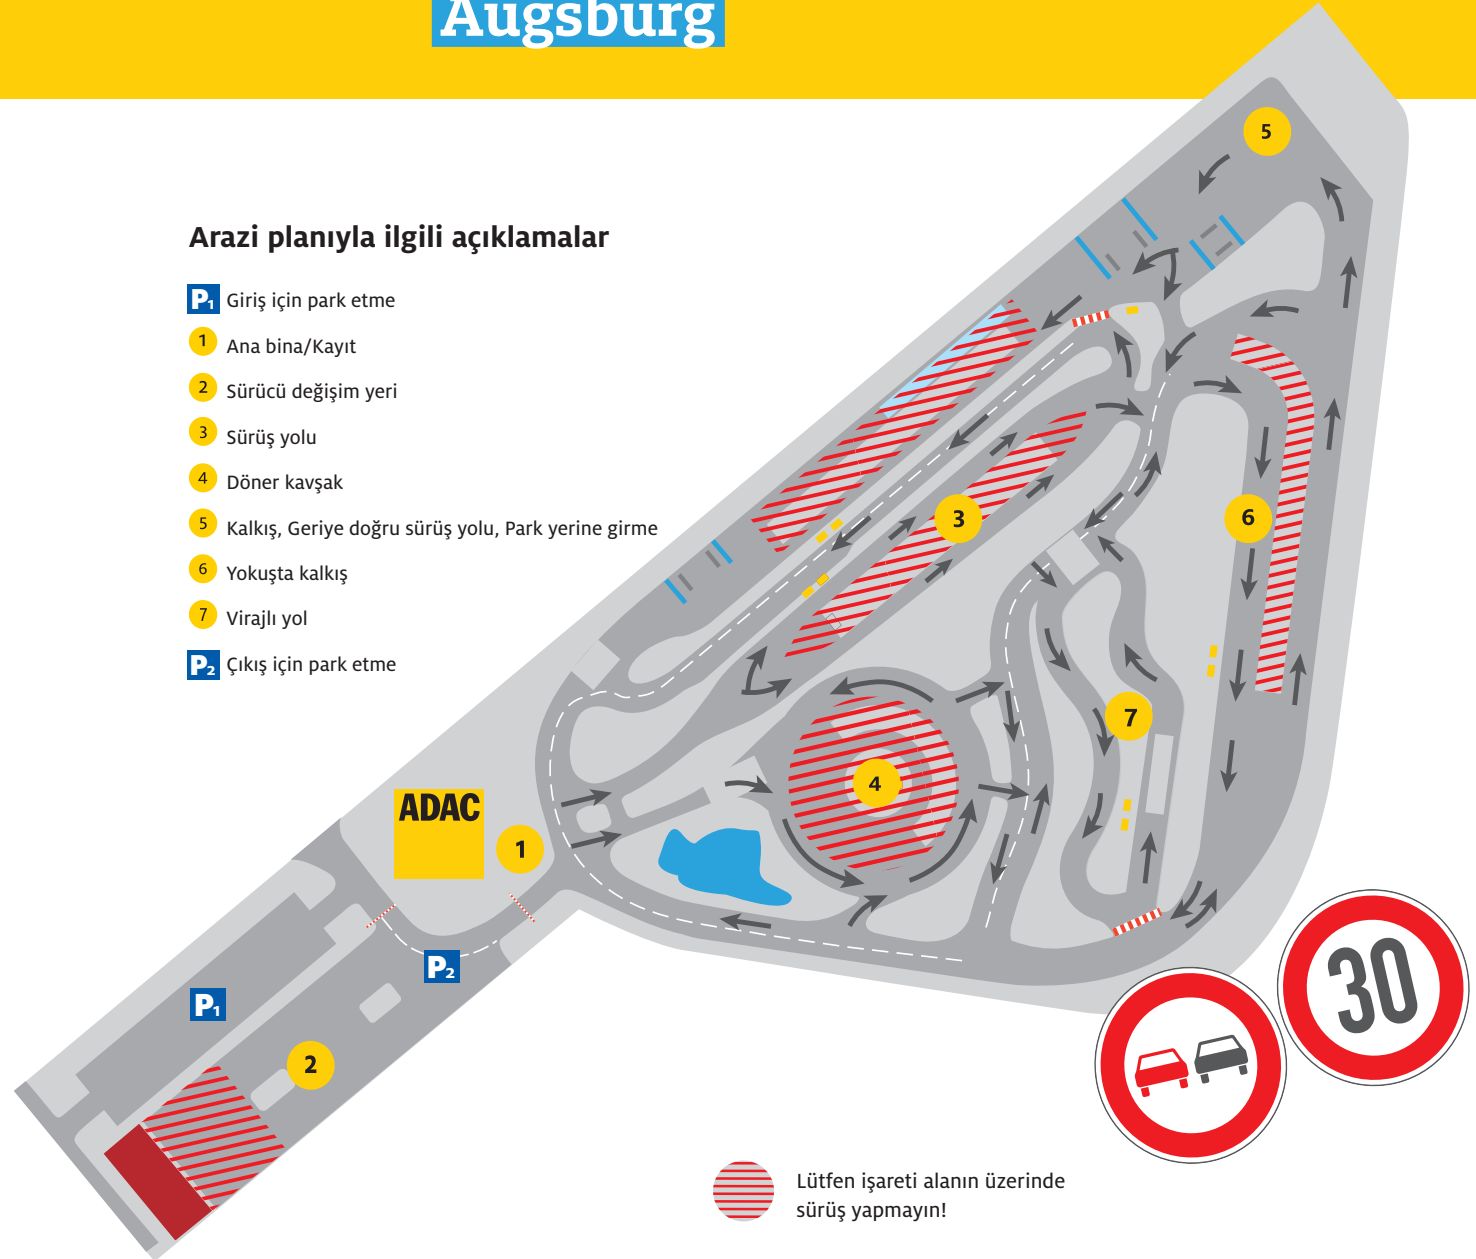 Augsburg
Arazi planıyla ilgili açıklamalar
P1 Giriş için park etme
1 Ana bina/Kayıt
2 Sürücü değişim yeri
3 Sürüş yolu
4 Döner kavşak
5 Kalkış, Geriye doğru sürüş yolu, Park yerine girme
6 Yokuşta kalkış
7 Virajlı yol
P2 Çıkış için park etme
5
3
6
7
4
ADAC
1
P2
P1
2
30
Lütfen işareti alanın üzerinde
sürüş yapmayın!